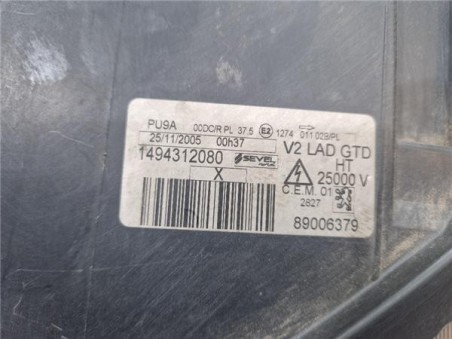 PU9A 00DC/R PL 37.5 E2 1274 011 02B/PL
25/11/2005 00h37 V2 LAD GTD
1494312080 SEVEL HT
X 25000 V
C.E.M. 01
2827
89006379